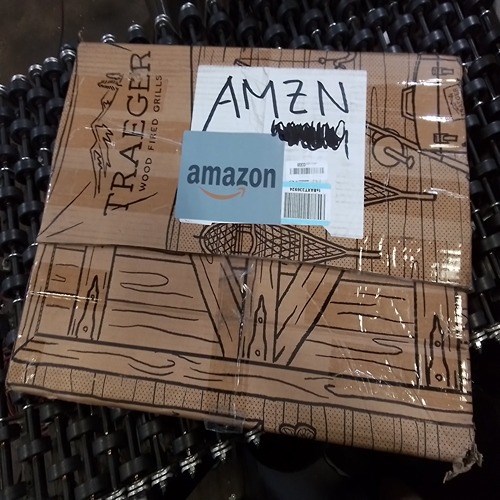 TRAEGER
WOOD FIRED GRILLS
AMZN
amazon